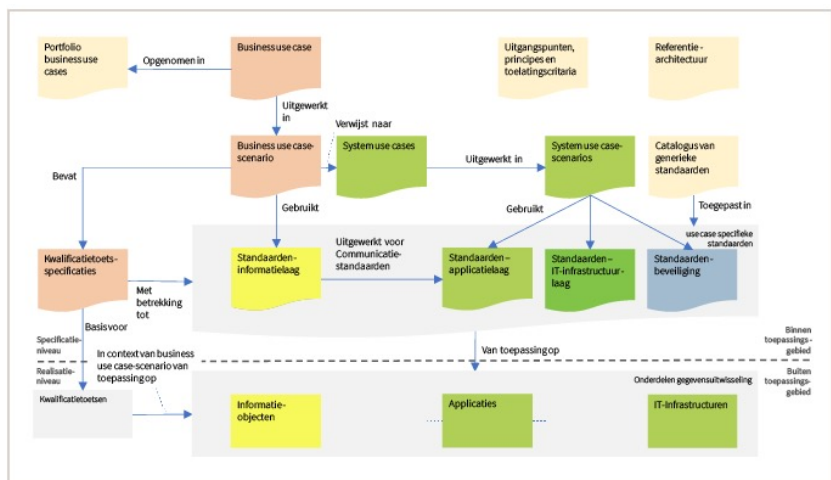 Portfolio
business use
cases
Opgenomen in
Business use case
Uitgangspunten,
principes en
toelatingscriteria
Referentie-
architectuur
Uitgewerkt
in
Verwijst naar
Business use case-
scenario
System use cases
Uitgewerkt in
System use case-
scenarios
Catalogus van
generieke
standaarden
Bevat
Gebruikt
Gebruikt
Toegepast in
use case specifieke
standaarden
Kwalificatietoets-
specificaties
Met
betrekking
tot
Standaarden-
informatielaag
Uitgewerkt voor
Communicatie-
standaarden
Standaarden –
applicatielaag
Standaarden –
IT-infrastructuur-
laag
Standaarden-
beveiliging
Basis voor
Specificatie-
niveau
Realisatie-
niveau
In context van business
use case-scenario van
toepassing op
Van toepassing op
Binnen
toepassings-
gebied
Buiten
toepassings-
gebied
Onderdelen gegevensuitwisseling
Kwalificatietoetsen
Informatie-
objecten
Applicaties
IT-Infrastructuren